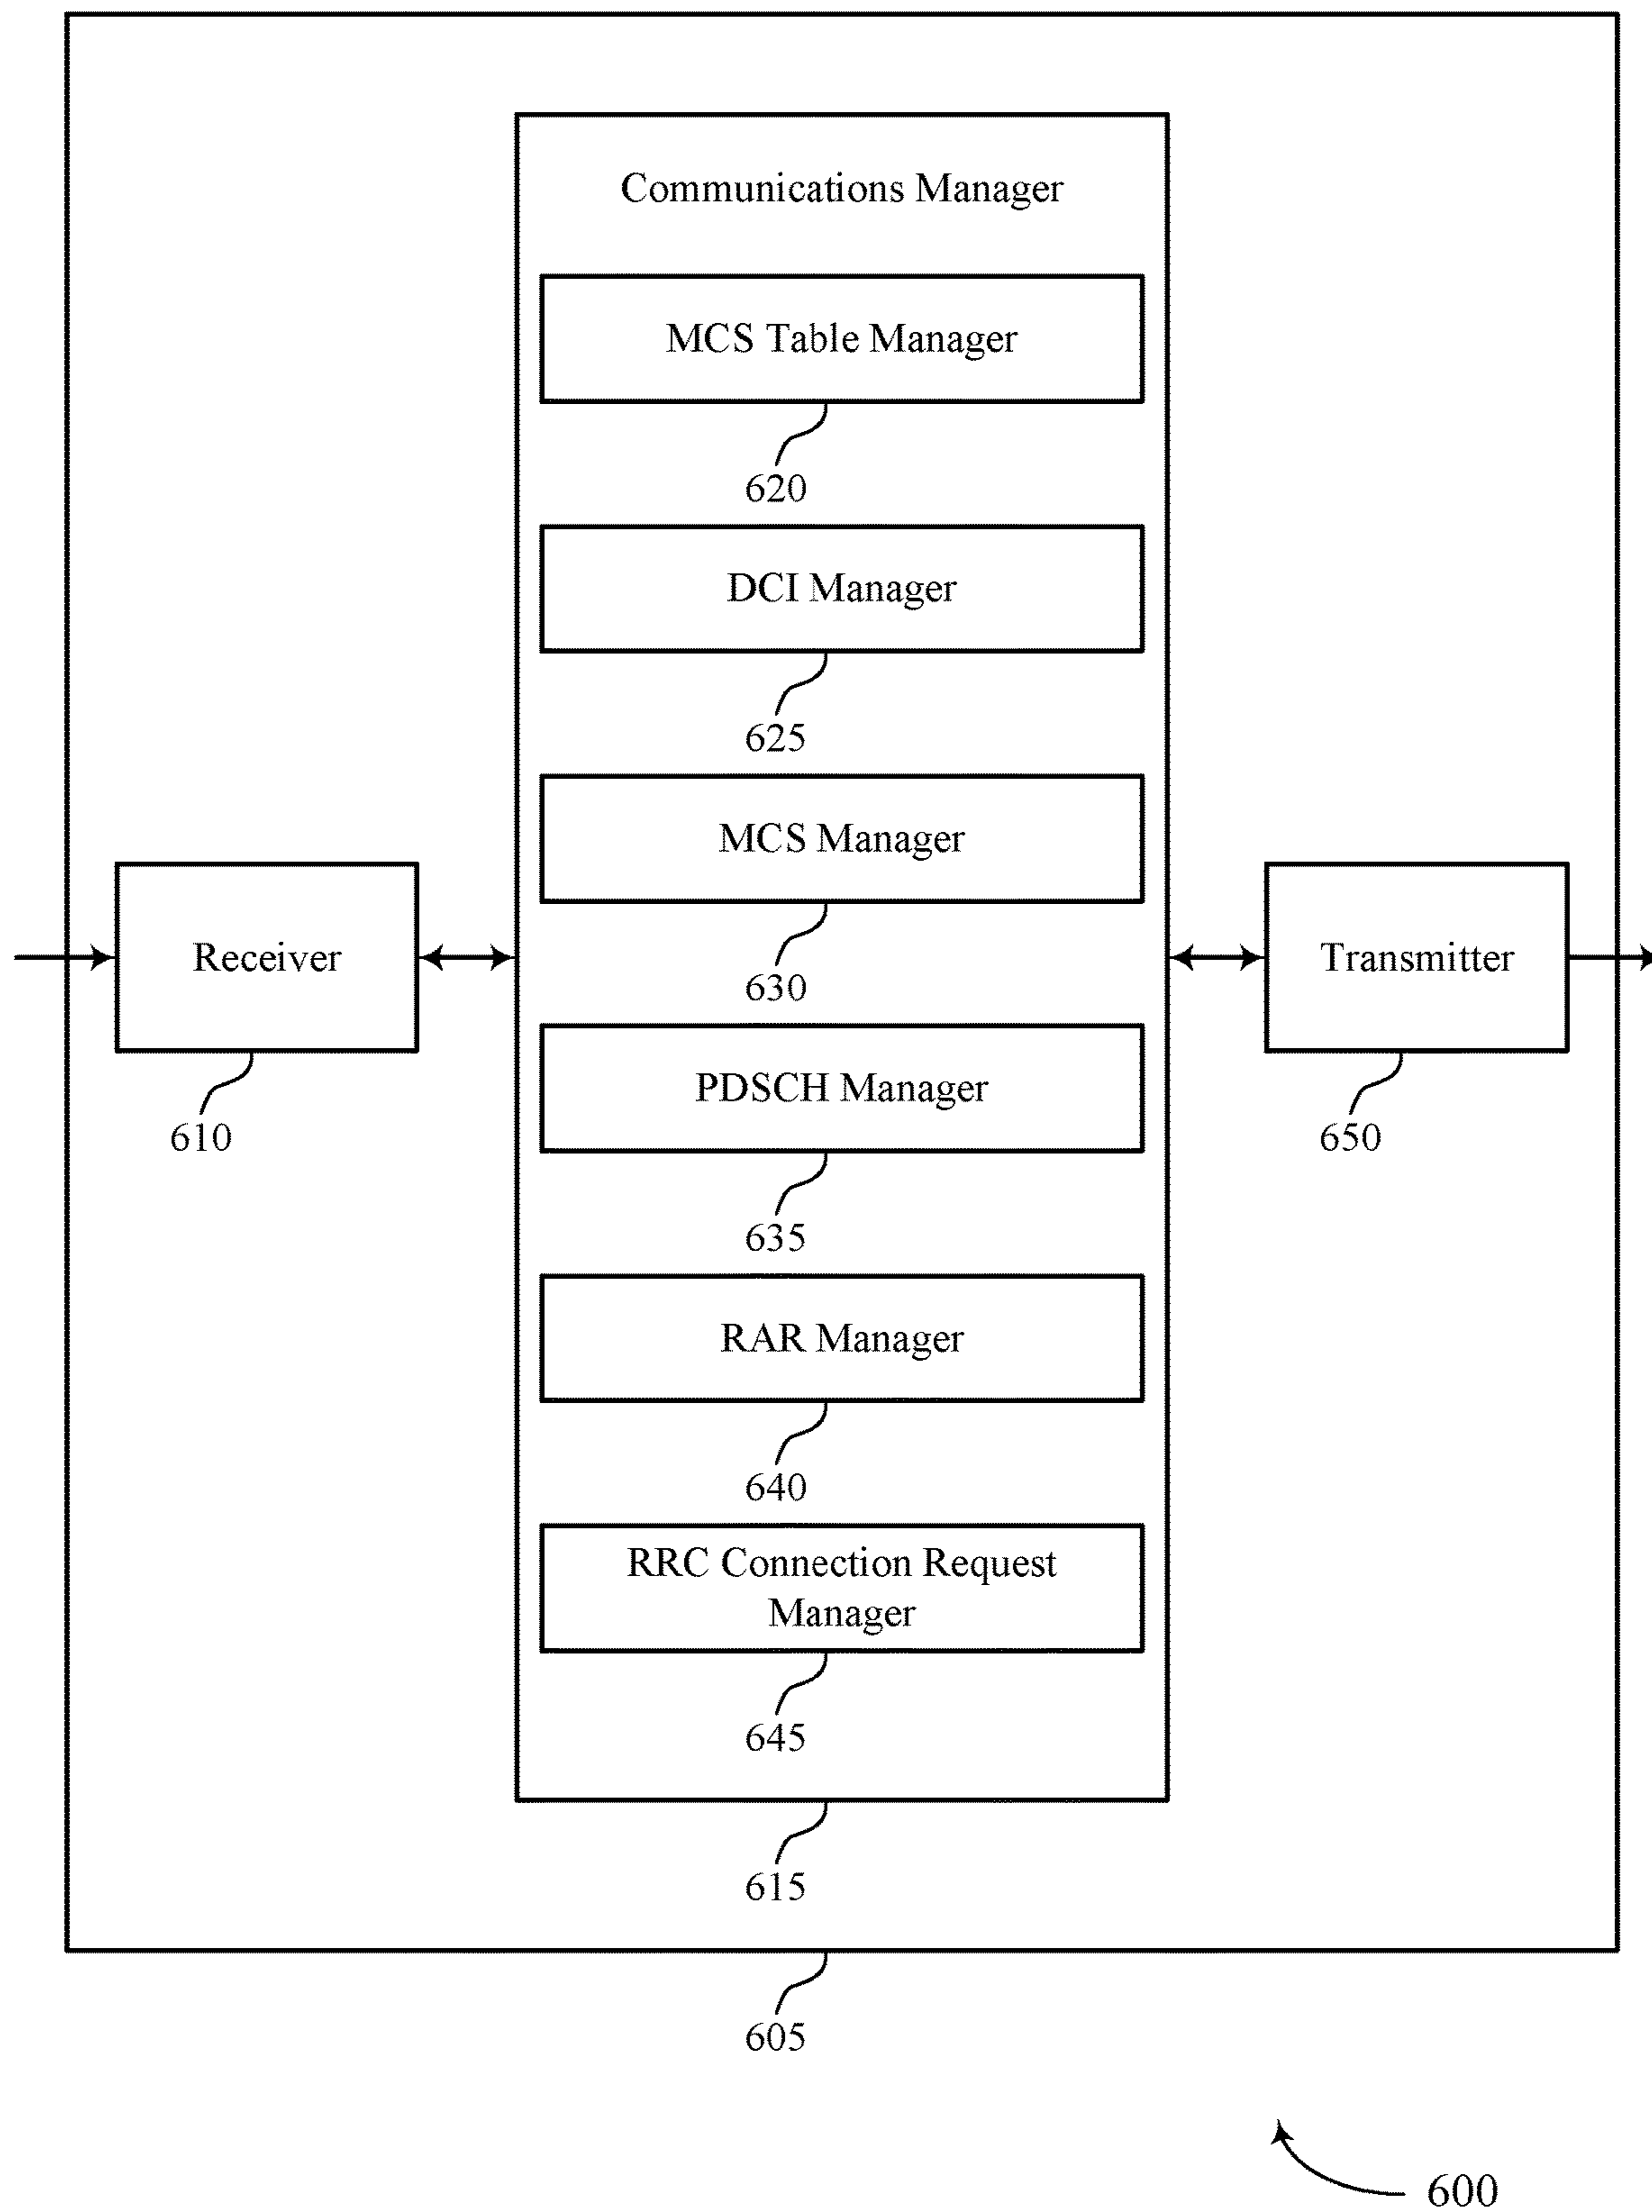 Communications Manager
MCS Table Manager
620
DCI Manager
625
MCS Manager
630
Receiver
610
Transmitter
650
PDSCH Manager
635
RAR Manager
640
RRC Connection Request
Manager
645
615
605
600